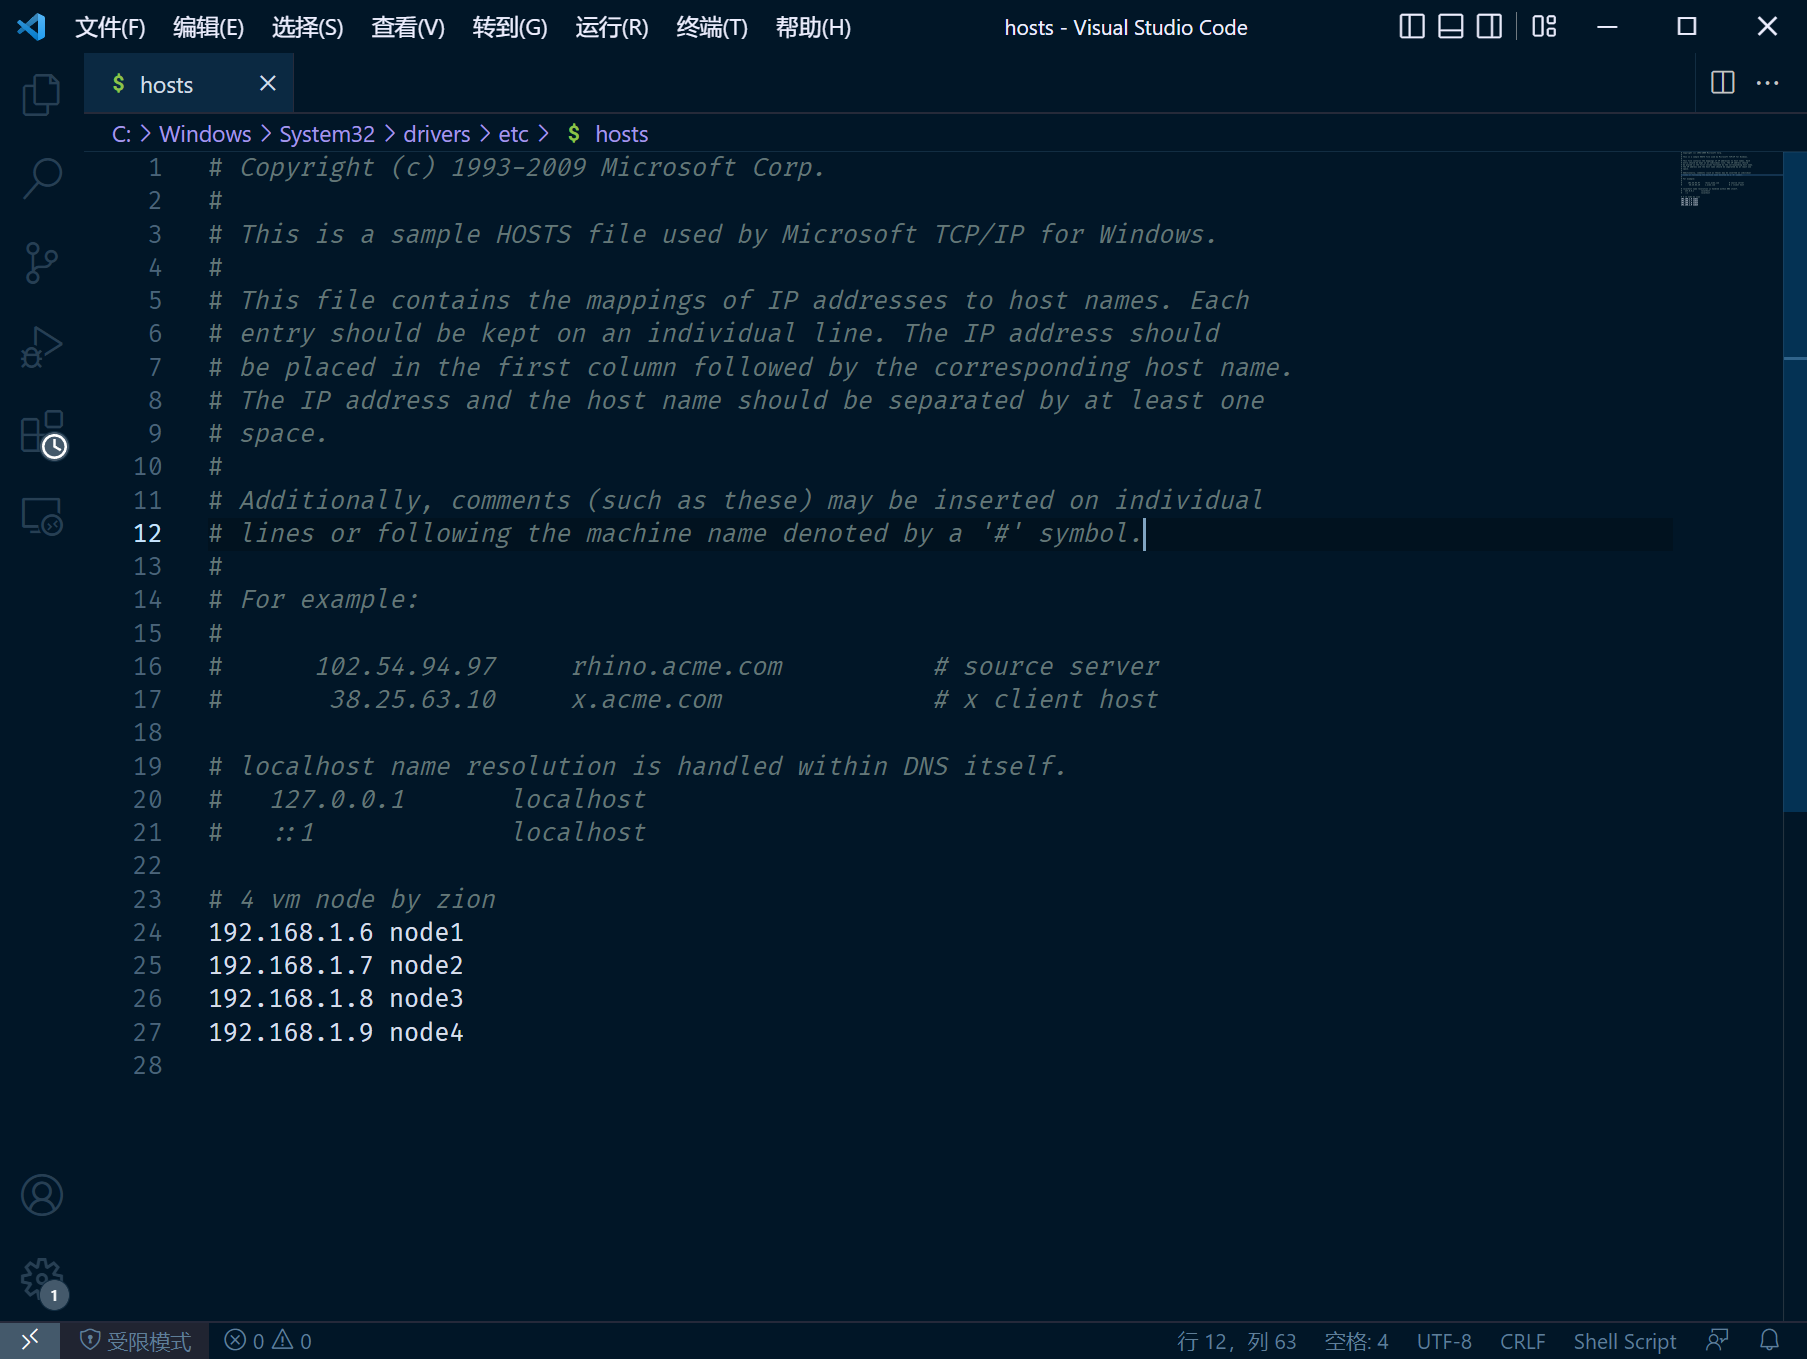 文件(F) 编辑(E) 选择(S) 查看(V) 转到(G) 运行(R) 终端(T) 帮助(H) hosts - Visual Studio Code
$ hosts
C: > Windows > System32 > drivers > etc > $ hosts
1 # Copyright (c) 1993-2009 Microsoft Corp.
2 #
3 # This is a sample HOSTS file used by Microsoft TCP/IP for Windows.
4 #
5 # This file contains the mappings of IP addresses to host names. Each
6 # entry should be kept on an individual line. The IP address should
7 # be placed in the first column followed by the corresponding host name.
8 # The IP address and the host name should be separated by at least one
9 # space.
10 #
11 # Additionally, comments (such as these) may be inserted on individual
12 # lines or following the machine name denoted by a '#' symbol.
13 #
14 # For example:
15 #
16 #      102.54.94.97     rhino.acme.com          # source server
17 #       38.25.63.10     x.acme.com              # x client host
18
19 # localhost name resolution is handled within DNS itself.
20 #   127.0.0.1       localhost
21 #   ::1             localhost
22
23 # 4 vm node by zion
24 192.168.1.6 node1
25 192.168.1.7 node2
26 192.168.1.8 node3
27 192.168.1.9 node4
28
1
受限模式 0 0 行 12, 列 63 空格: 4 UTF-8 CRLF Shell Script